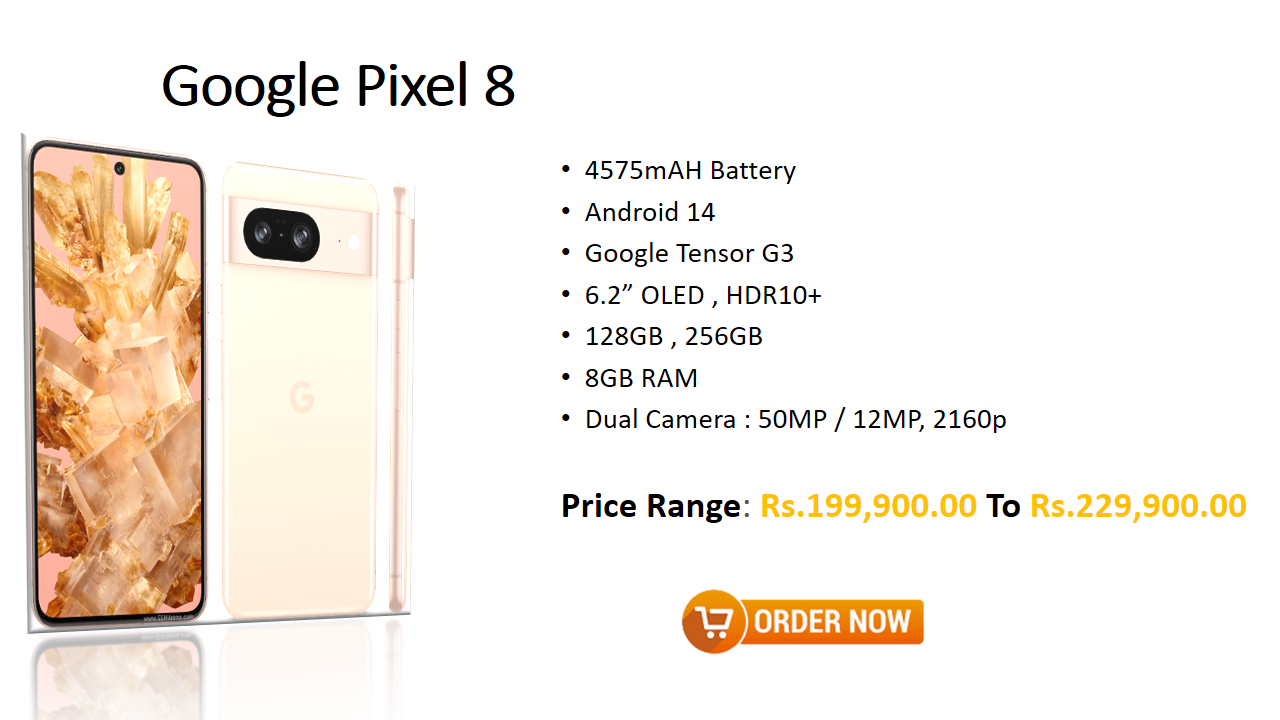 Google Pixel 8
• 4575mAH Battery
• Android 14
• Google Tensor G3
• 6.2” OLED , HDR10+
• 128GB , 256GB
• 8GB RAM
• Dual Camera : 50MP / 12MP, 2160p
Price Range: Rs.199,900.00 To Rs.229,900.00
ORDER NOW
G
www.GSMArena.com